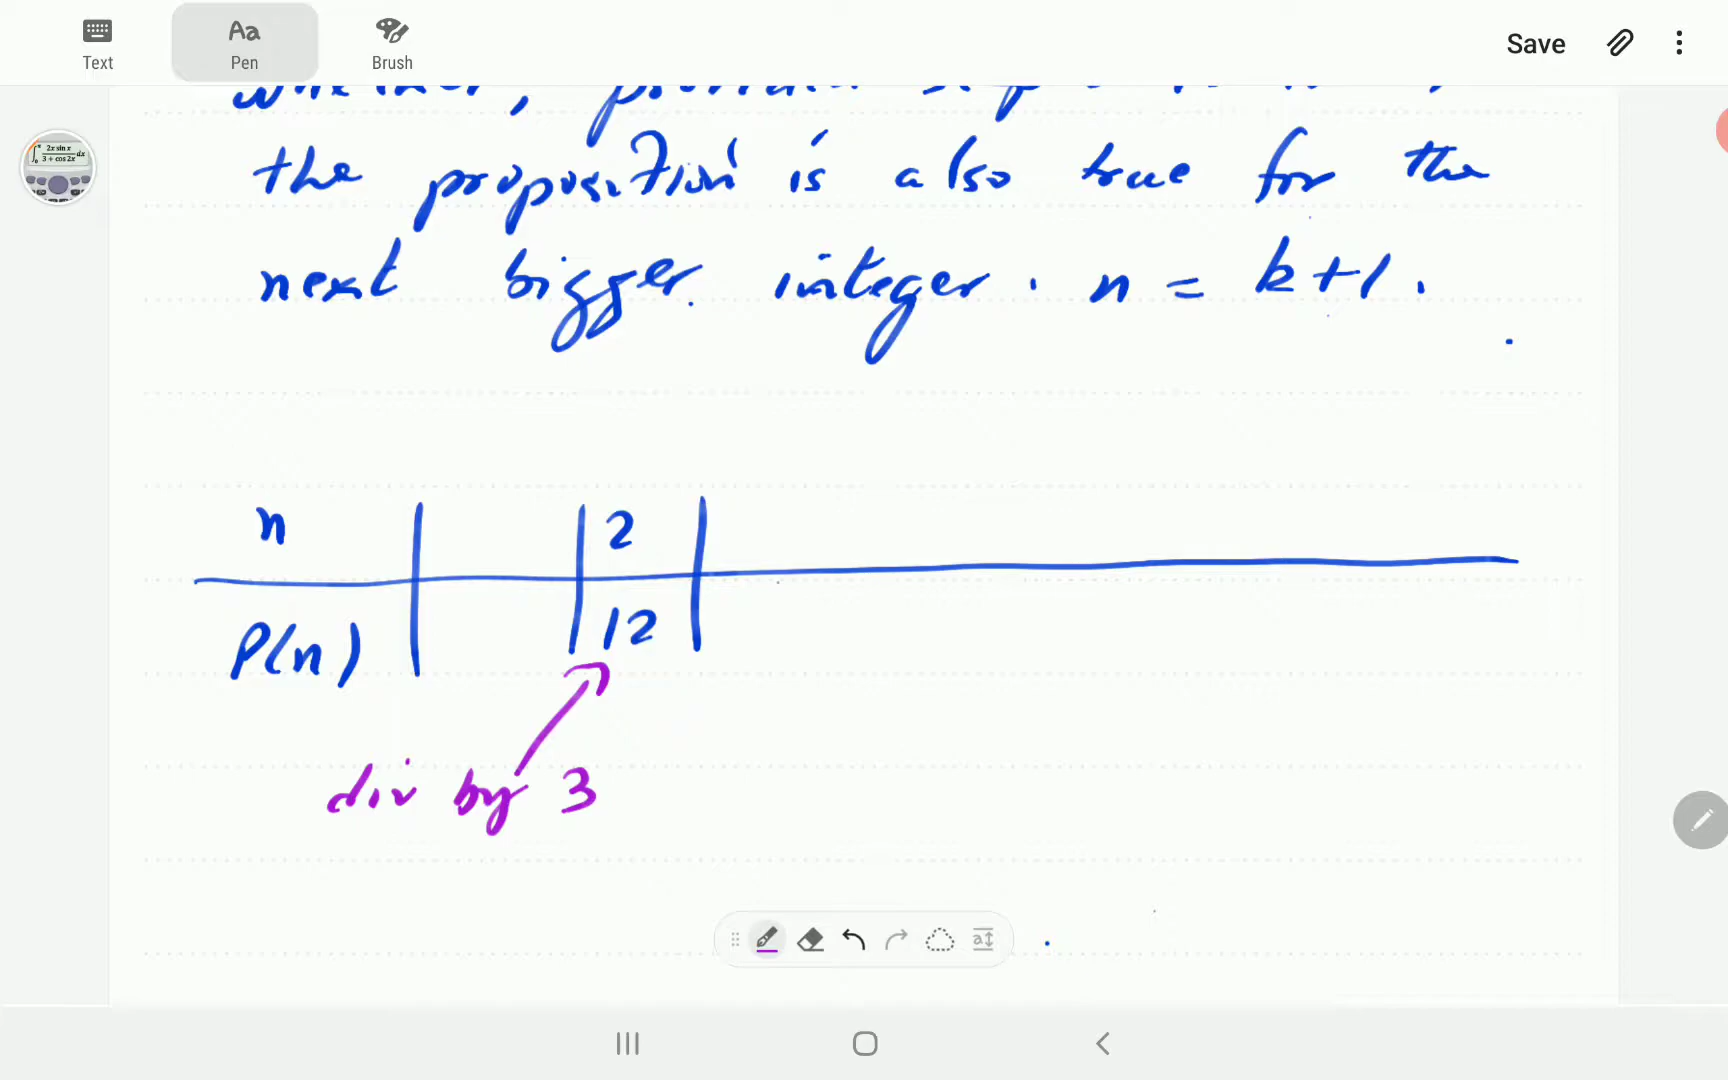 Text
Aa
Pen
Brush
Save
the proposition is also true for the
next bigger integer. n = k+1.
n 2
P(n) 12
div by 3